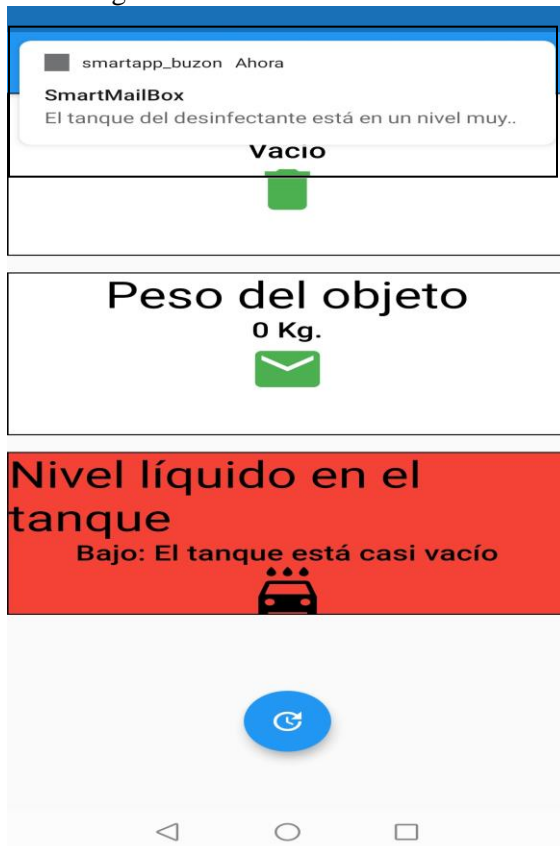 smartapp_buzon Ahora
SmartMailBox
El tanque del desinfectante está en un nivel muy..
Vacío
Peso del objeto
0 Kg.
Nivel líquido en el
tanque
Bajo: El tanque está casi vacío